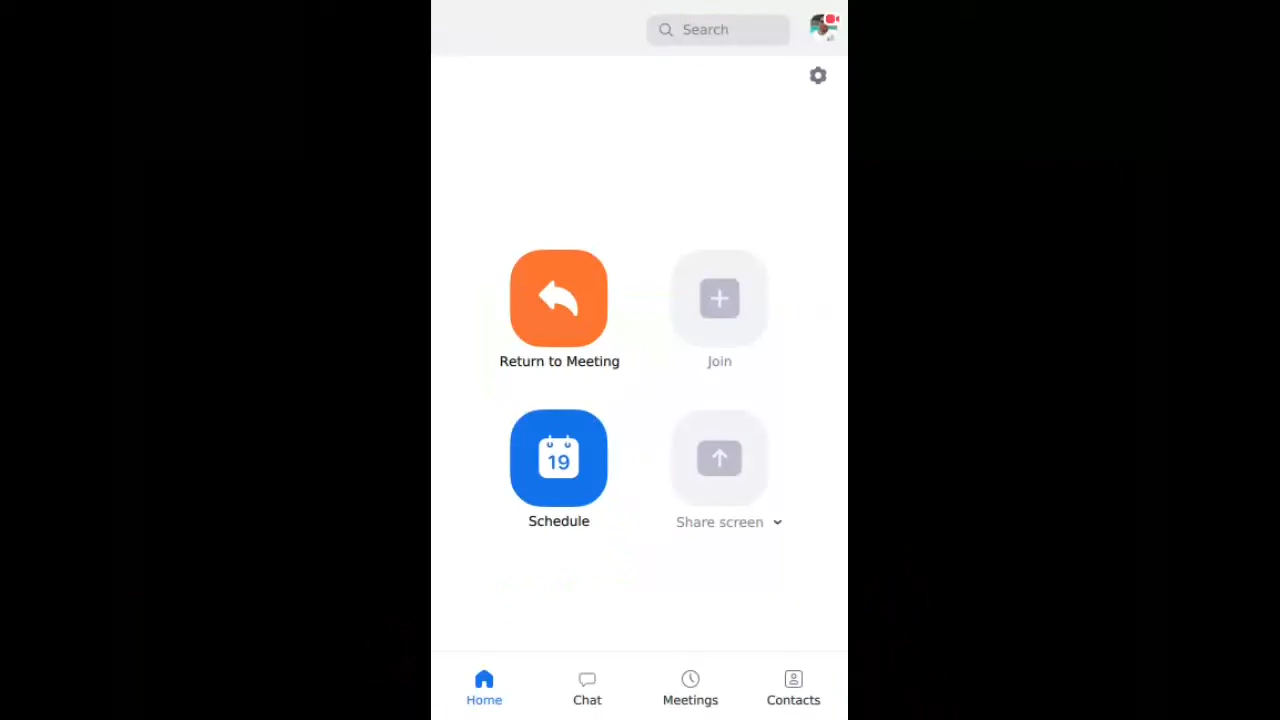 Search
Return to Meeting
Join
19
Schedule
Share screen
Home
Chat
Meetings
Contacts